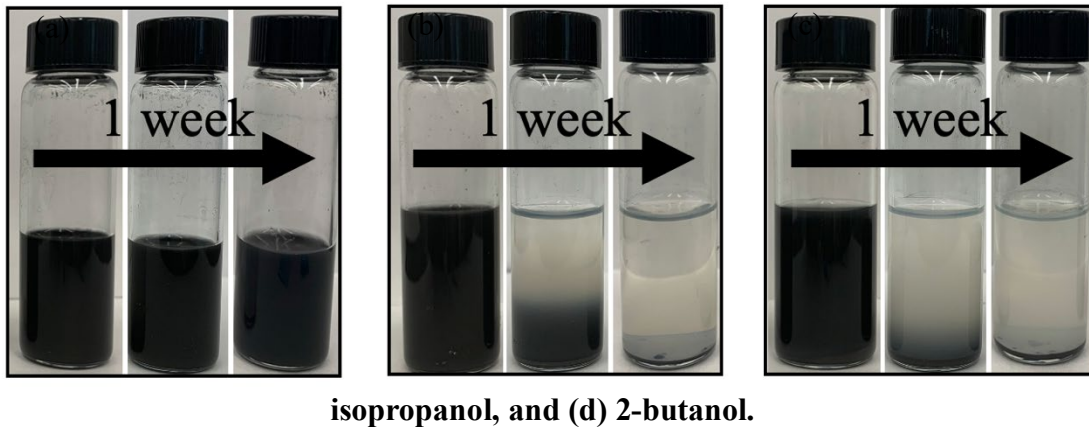 (a) (b) (c)
1 week 1 week 1 week
isopropanol, and (d) 2-butanol.